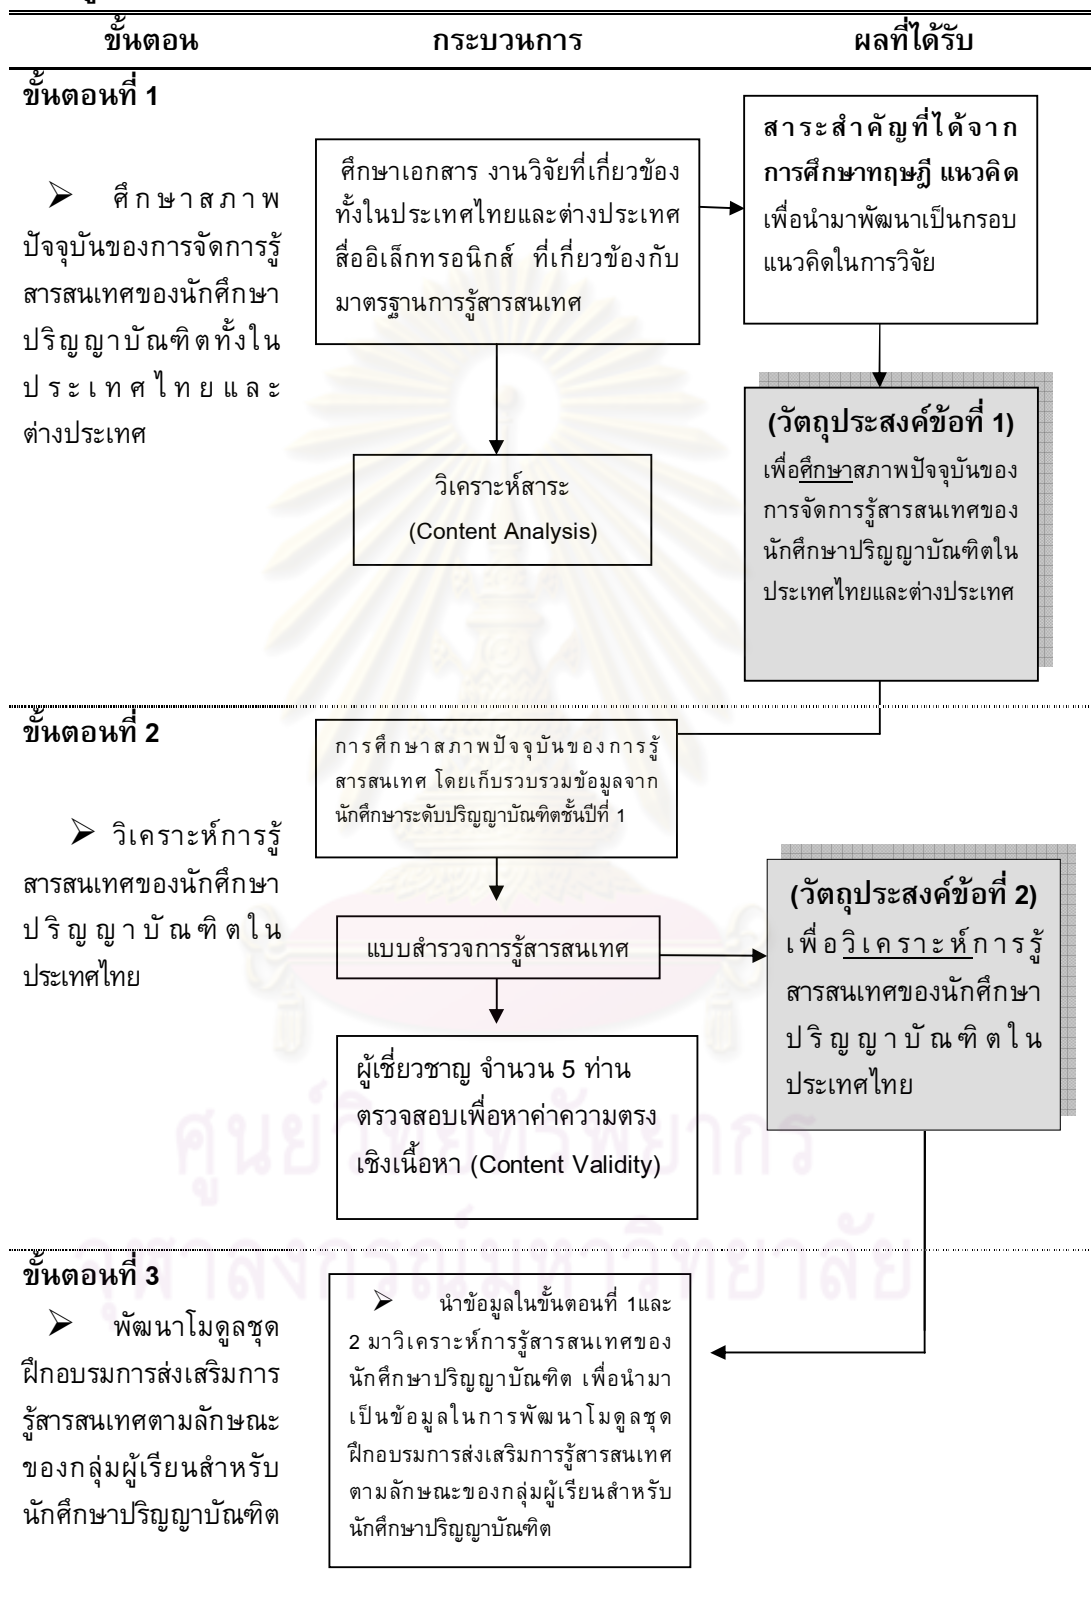 ขั้นตอน กระบวนการ ผลที่ได้รับ
ขั้นตอนที่ 1
➢ ศึกษาสภาพ
ปัจจุบันของการจัดการรู้
สารสนเทศของนักศึกษา
ปริญญาบัณฑิตทั้งใน
ประเทศไทยและ
ต่างประเทศ
ศึกษาเอกสาร งานวิจัยที่เกี่ยวข้อง
ทั้งในประเทศไทยและต่างประเทศ
สื่ออิเล็กทรอนิกส์ ที่เกี่ยวข้องกับ
มาตรฐานการรู้สารสนเทศ
วิเคราะห์สาระ
(Content Analysis)
สาระสำคัญที่ได้จาก
การศึกษาทฤษฎี แนวคิด
เพื่อนำมาพัฒนาเป็นกรอบ
แนวคิดในการวิจัย
(วัตถุประสงค์ข้อที่ 1)
เพื่อศึกษาสภาพปัจจุบันของ
การจัดการรู้สารสนเทศของ
นักศึกษาปริญญาบัณฑิตใน
ประเทศไทยและต่างประเทศ
ขั้นตอนที่ 2
➢ วิเคราะห์การรู้
สารสนเทศของนักศึกษา
ปริญญาบัณฑิตใน
ประเทศไทย
การศึกษาสภาพปัจจุบันของการรู้
สารสนเทศ โดยเก็บรวบรวมข้อมูลจาก
นักศึกษาระดับปริญญาบัณฑิตชั้นปีที่ 1
แบบสำรวจการรู้สารสนเทศ
ผู้เชี่ยวชาญ จำนวน 5 ท่าน
ตรวจสอบเพื่อหาค่าความตรง
เชิงเนื้อหา (Content Validity)
(วัตถุประสงค์ข้อที่ 2)
เพื่อวิเคราะห์การรู้
สารสนเทศของนักศึกษา
ปริญญาบัณฑิตใน
ประเทศไทย
ศูนย์วิทยทรัพยากร
จุฬาลงกรณ์มหาวิทยาลัย
ขั้นตอนที่ 3
➢ พัฒนาโมดูลชุด
ฝึกอบรมการส่งเสริมการ
รู้สารสนเทศตามลักษณะ
ของกลุ่มผู้เรียนสำหรับ
นักศึกษาปริญญาบัณฑิต
➢ นำข้อมูลในขั้นตอนที่ 1และ
2 มาวิเคราะห์การรู้สารสนเทศของ
นักศึกษาปริญญาบัณฑิต เพื่อนำมา
เป็นข้อมูลในการพัฒนาโมดูลชุด
ฝึกอบรมการส่งเสริมการรู้สารสนเทศ
ตามลักษณะของกลุ่มผู้เรียนสำหรับ
นักศึกษาปริญญาบัณฑิต